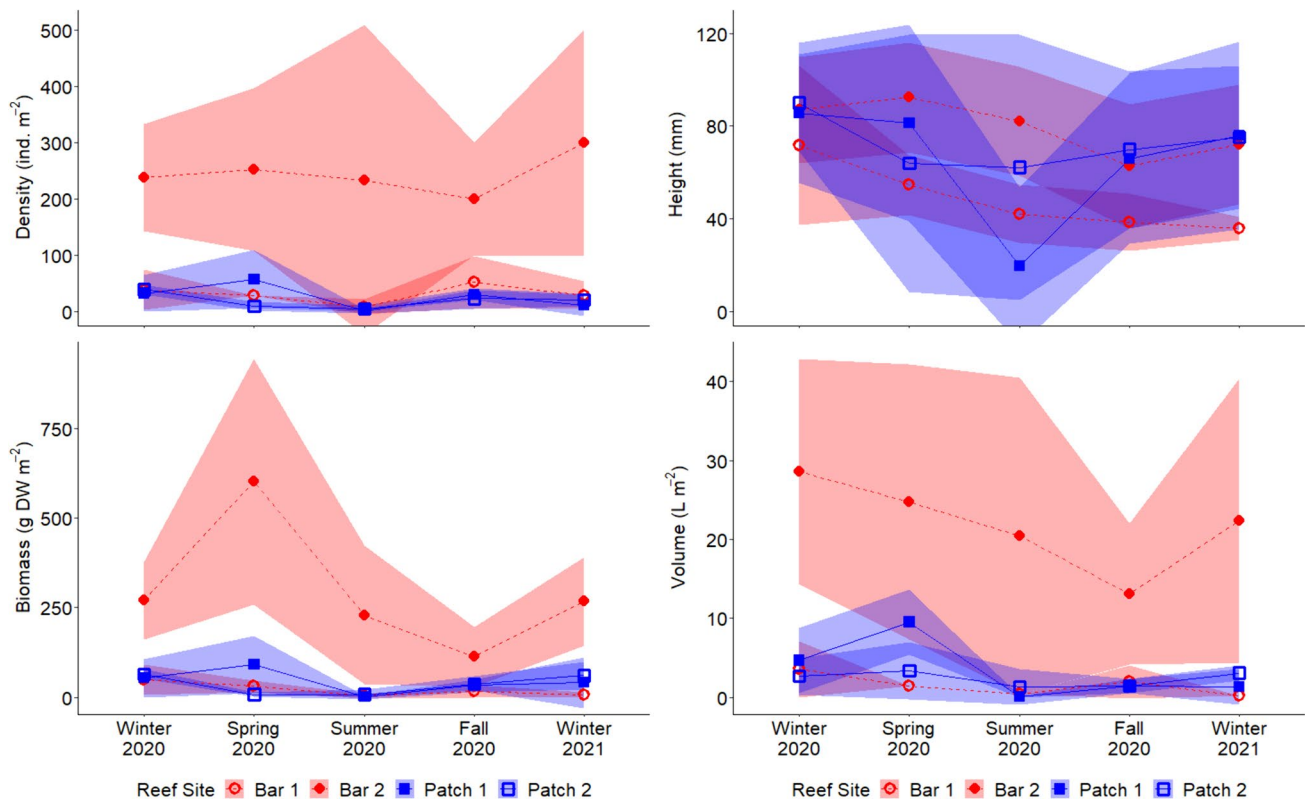 Density (ind. m⁻²)
500
400
300
200
100
0
Height (mm)
120
80
40
0
Biomass (g DW m⁻²)
750
500
250
0
Volume (L m⁻²)
40
30
20
10
0
Winter 2020
Spring 2020
Summer 2020
Fall 2020
Winter 2021
Winter 2020
Spring 2020
Summer 2020
Fall 2020
Winter 2021
Reef Site Bar 1 Bar 2 Patch 1 Patch 2
Reef Site Bar 1 Bar 2 Patch 1 Patch 2